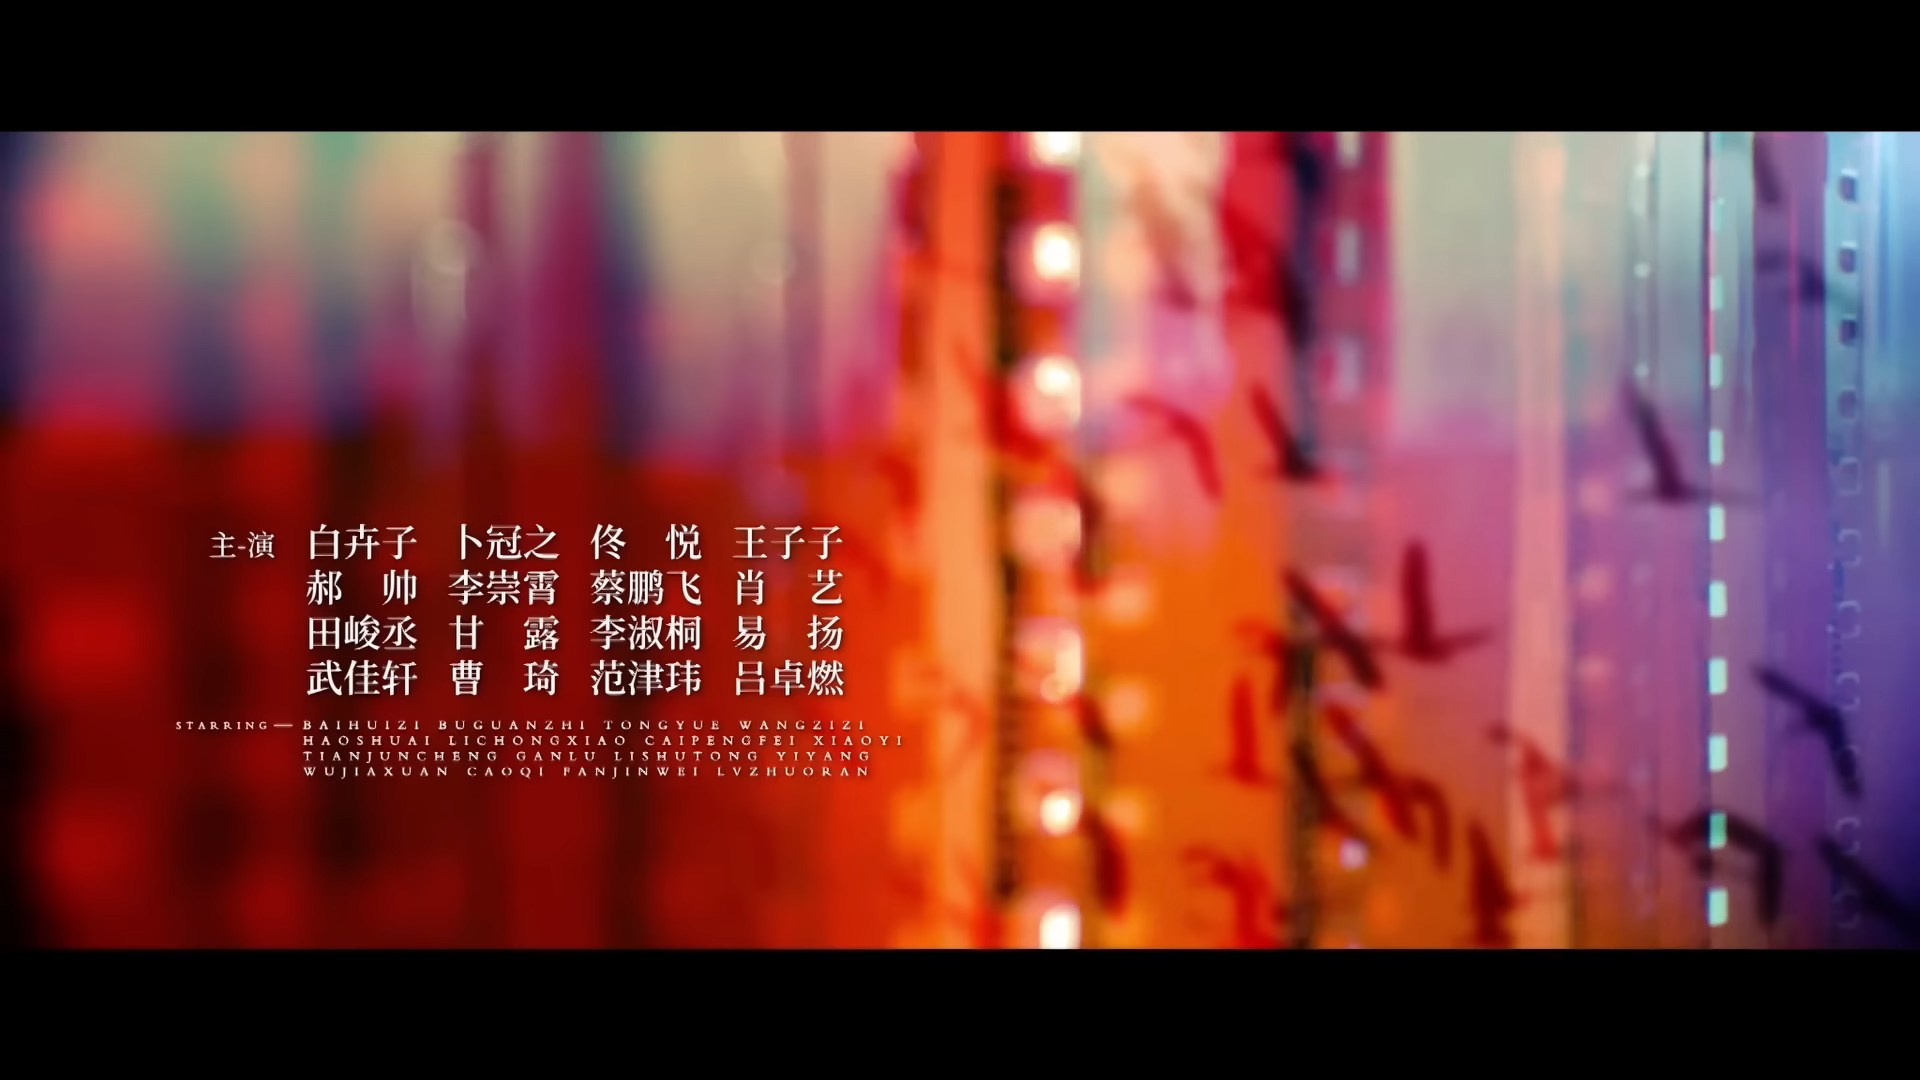 主-演 白卉子 卜冠之 佟 悦 王子子
郝 帅 李崇霄 蔡鹏飞 肖 艺
田峻丞 甘 露 李淑桐 易 扬
武佳轩 曹 琦 范津玮 吕卓燃
STARRING — BAIHUIZI BUGUANZHI TONGYUE WANGZIZI
HAOSHUAI LICHONGXIAO CAIPENGFEI XIAOYI
TIANJUNCHENG GANLU LISHUTONG YIYANG
WUJIAXUAN CAOQI FANJINWEI LVZHUORAN